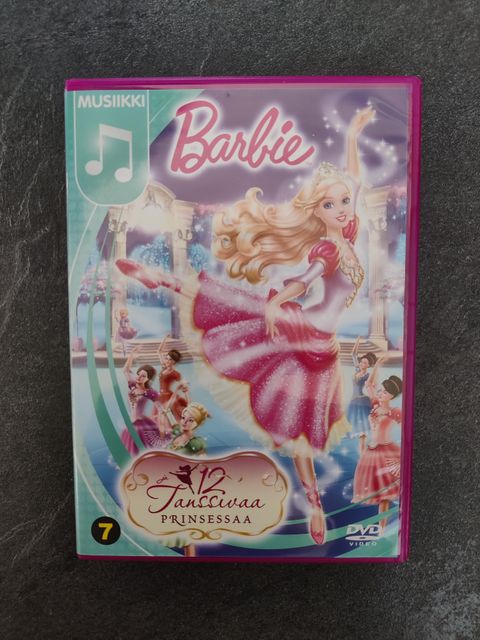 MUSIIKKI
Barbie
12
Tanssivaa
PRINSESSAA
7
DVD
VIDEO